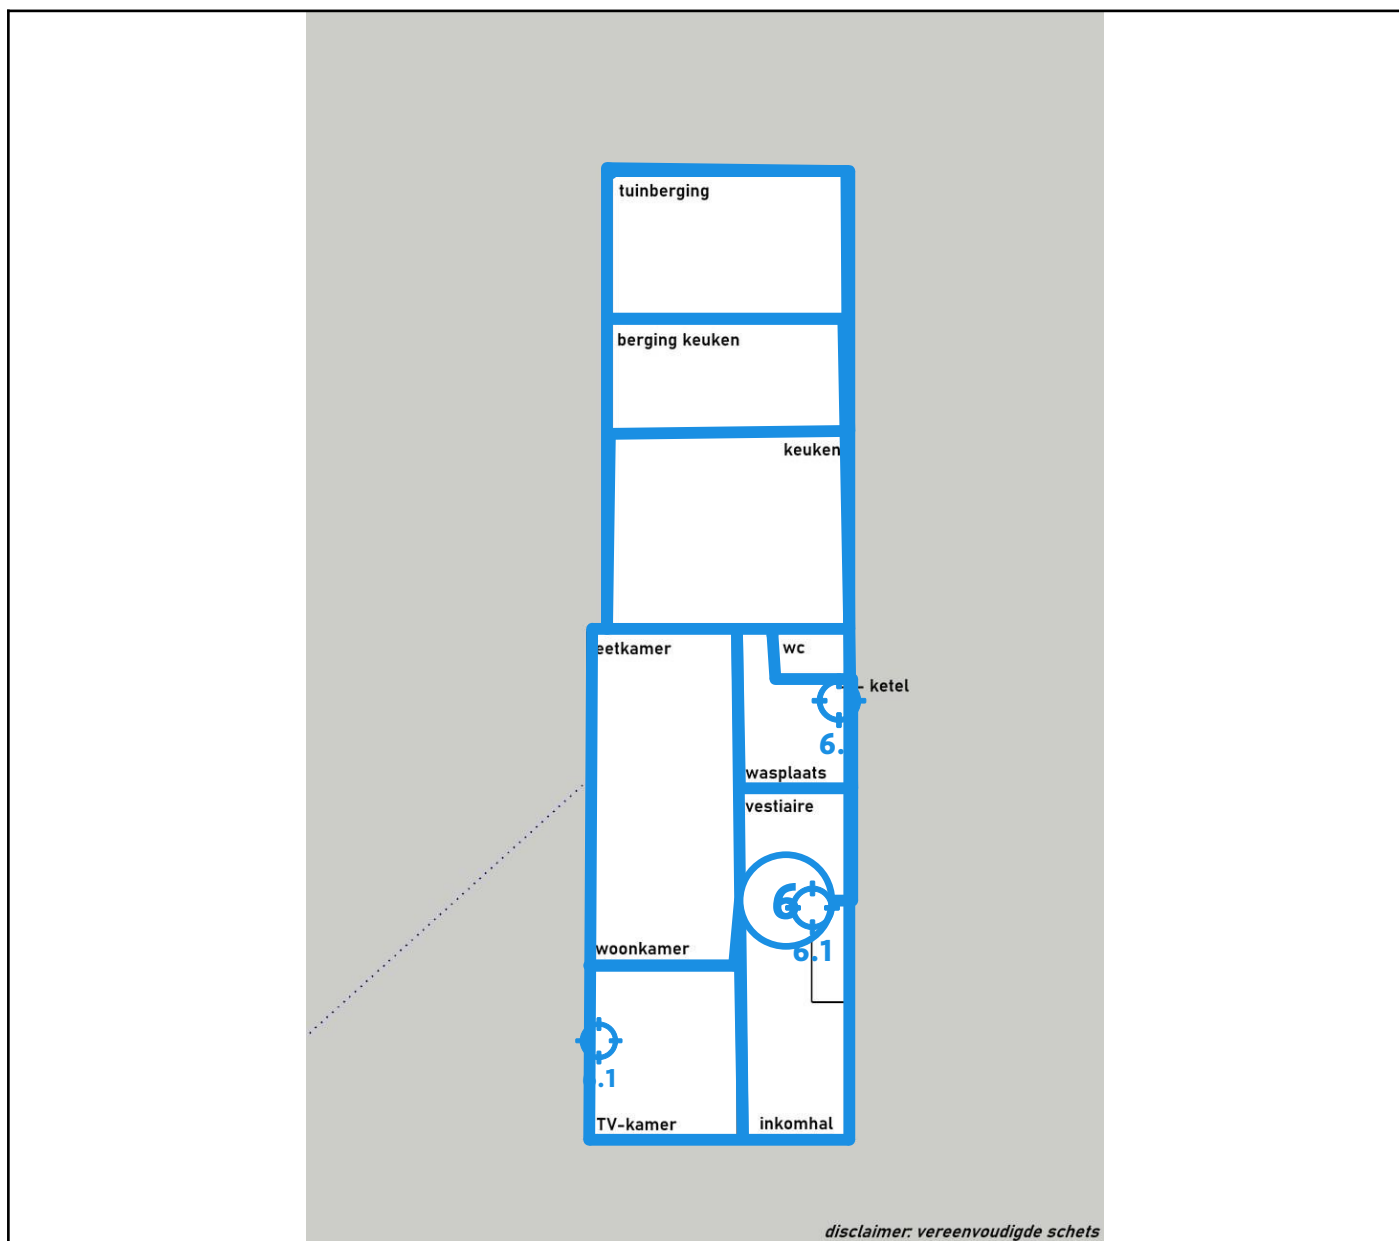 tuinberging
berging keuken
keuken
eetkamer
wc
ketel
6.
wasplaats
vestiaire
6
6.1
woonkamer
.1
TV-kamer
inkomhal
disclaimer: vereenvoudigde schets